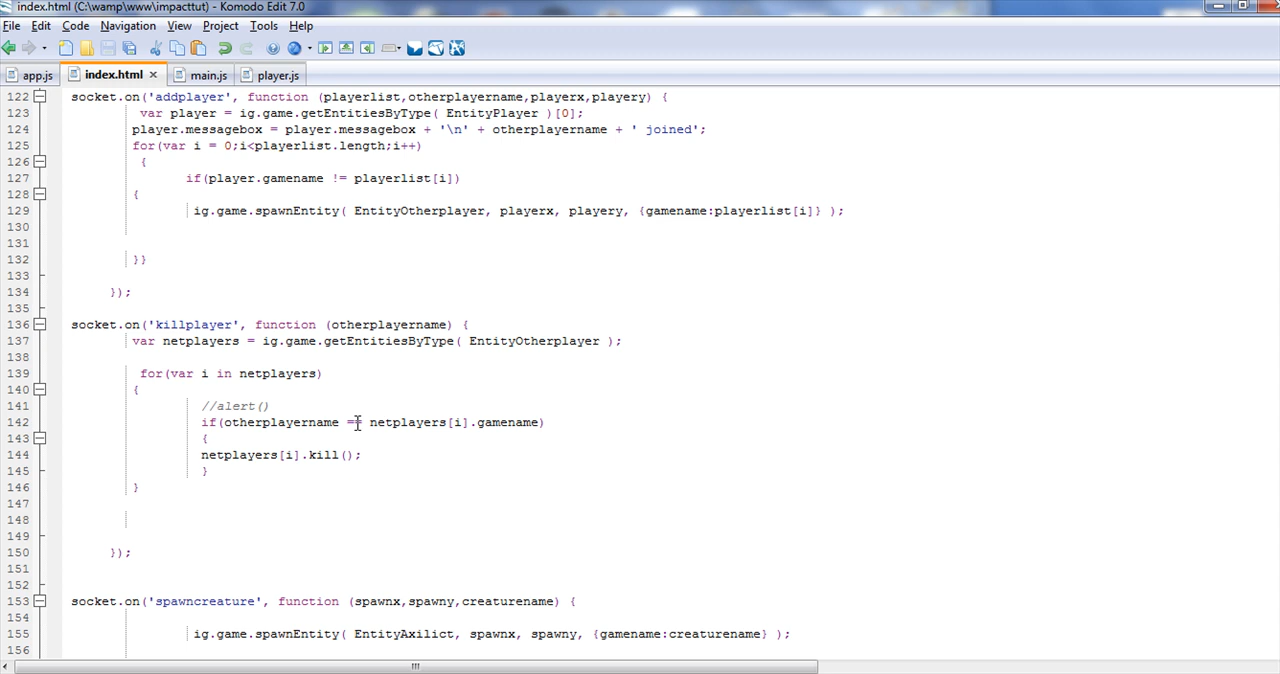 index.html (C:\wamp\www\impacttut) - Komodo Edit 7.0
File Edit Code Navigation View Project Tools Help
app.js index.html main.js player.js
122 socket.on('addplayer', function (playerlist,otherplayername,playerx,playery) {
123 var player = ig.game.getEntitiesByType( EntityPlayer )[0];
124 player.messagebox = player.messagebox + '\n' + otherplayername + ' joined';
125 for(var i = 0;i<playerlist.length;i++)
126 {
127 if(player.gamename != playerlist[i])
128 {
129 ig.game.spawnEntity( EntityOtherplayer, playerx, playery, {gamename:playerlist[i]} );
130
131
132 }}
133
134 });
135
136 socket.on('killplayer', function (otherplayername) {
137 var netplayers = ig.game.getEntitiesByType( EntityOtherplayer );
138
139 for(var i in netplayers)
140 {
141 //alert()
142 if(otherplayername == netplayers[i].gamename)
143 {
144 netplayers[i].kill();
145 }
146 }
147
148
149
150 });
151
152
153 socket.on('spawncreature', function (spawnx,spawny,creaturename) {
154
155 ig.game.spawnEntity( EntityAxilict, spawnx, spawny, {gamename:creaturename} );
156